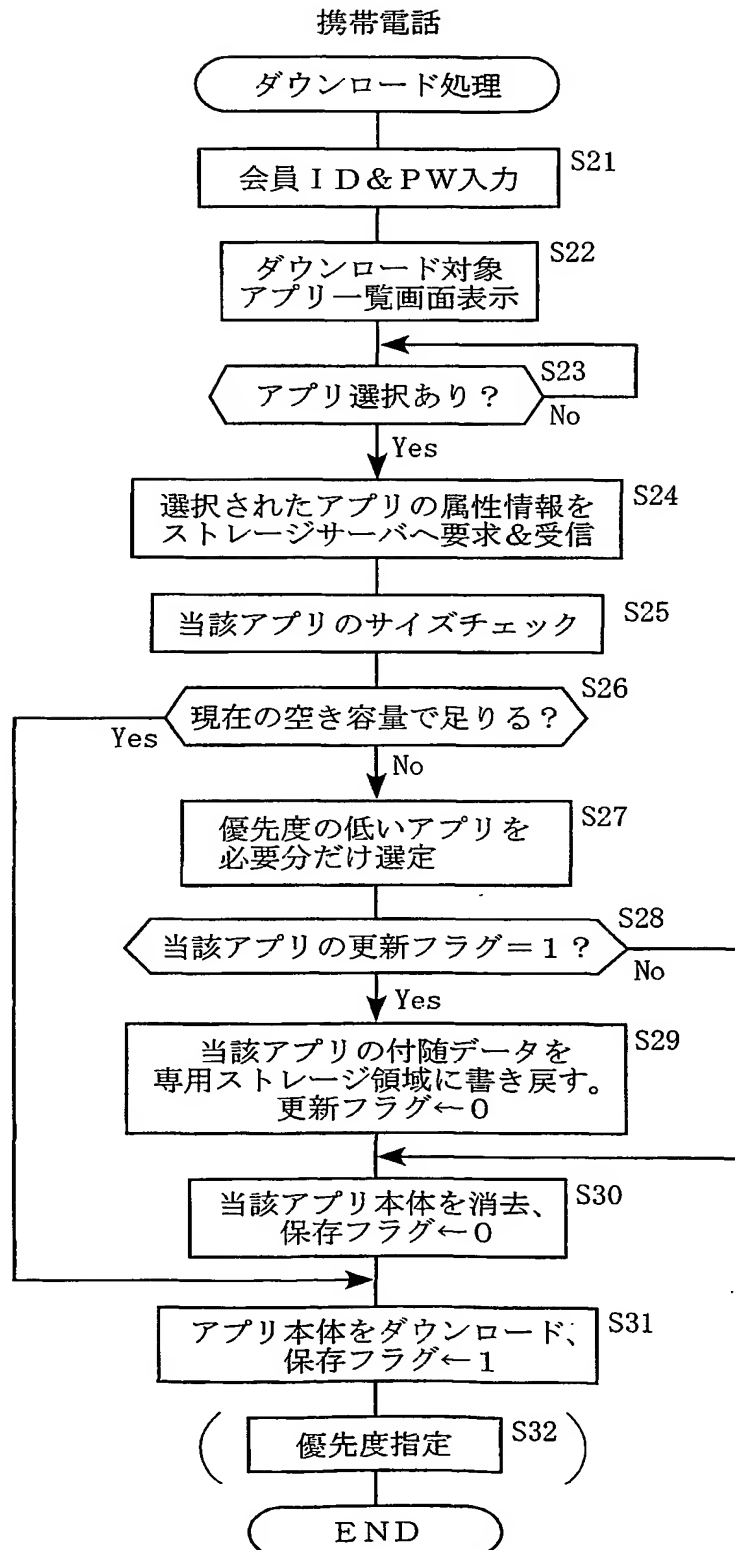 携帯電話
ダウンロード処理
会員ID&PW入力
S21
ダウンロード対象
アプリ一覧画面表示
S22
アプリ選択あり?
S23
No
Yes
選択されたアプリの属性情報を
ストレージサーバへ要求&受信
S24
当該アプリのサイズチェック
S25
現在の空き容量で足りる?
S26
Yes
No
優先度の低いアプリを
必要分だけ選定
S27
当該アプリの更新フラグ=1?
S28
No
Yes
当該アプリの付随データを
専用ストレージ領域に書き戻す。
更新フラグ←0
S29
当該アプリ本体を消去、
保存フラグ←0
S30
アプリ本体をダウンロード、
保存フラグ←1
S31
( 優先度指定 S32 )
END